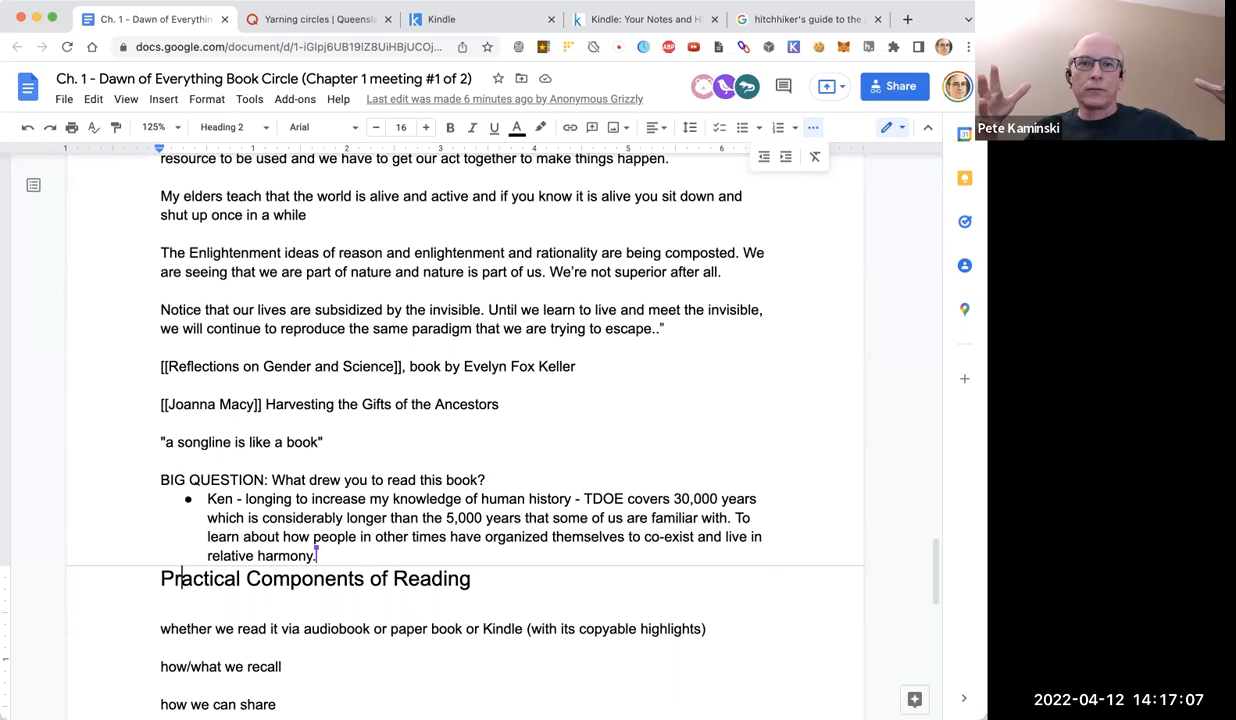 Ch. 1 - Dawn of Everythin
Yarning circles | Queensla
Kindle
Kindle: Your Notes and H
hitchhiker's guide to the
docs.google.com/document/d/1-iGlpj6UB19IZ8UiHBjUCOj...
Ch. 1 - Dawn of Everything Book Circle (Chapter 1 meeting #1 of 2)
Share
File Edit View Insert Format Tools Add-ons Help Last edit was made 6 minutes ago by Anonymous Grizzly
Pete Kaminski
125% Heading 2 Arial 16 B I U A
1 1 2 3 4 5 6
resource to be used and we have to get our act together to make things happen.
My elders teach that the world is alive and active and if you know it is alive you sit down and
shut up once in a while
The Enlightenment ideas of reason and enlightenment and rationality are being composted. We
are seeing that we are part of nature and nature is part of us. We're not superior after all.
Notice that our lives are subsidized by the invisible. Until we learn to live and meet the invisible,
we will continue to reproduce the same paradigm that we are trying to escape.."
[[Reflections on Gender and Science]], book by Evelyn Fox Keller
[[Joanna Macy]] Harvesting the Gifts of the Ancestors
"a songline is like a book"
BIG QUESTION: What drew you to read this book?
● Ken - longing to increase my knowledge of human history - TDOE covers 30,000 years
which is considerably longer than the 5,000 years that some of us are familiar with. To
learn about how people in other times have organized themselves to co-exist and live in
relative harmony.
Practical Components of Reading
whether we read it via audiobook or paper book or Kindle (with its copyable highlights)
how/what we recall
how we can share
2022-04-12 14:17:07